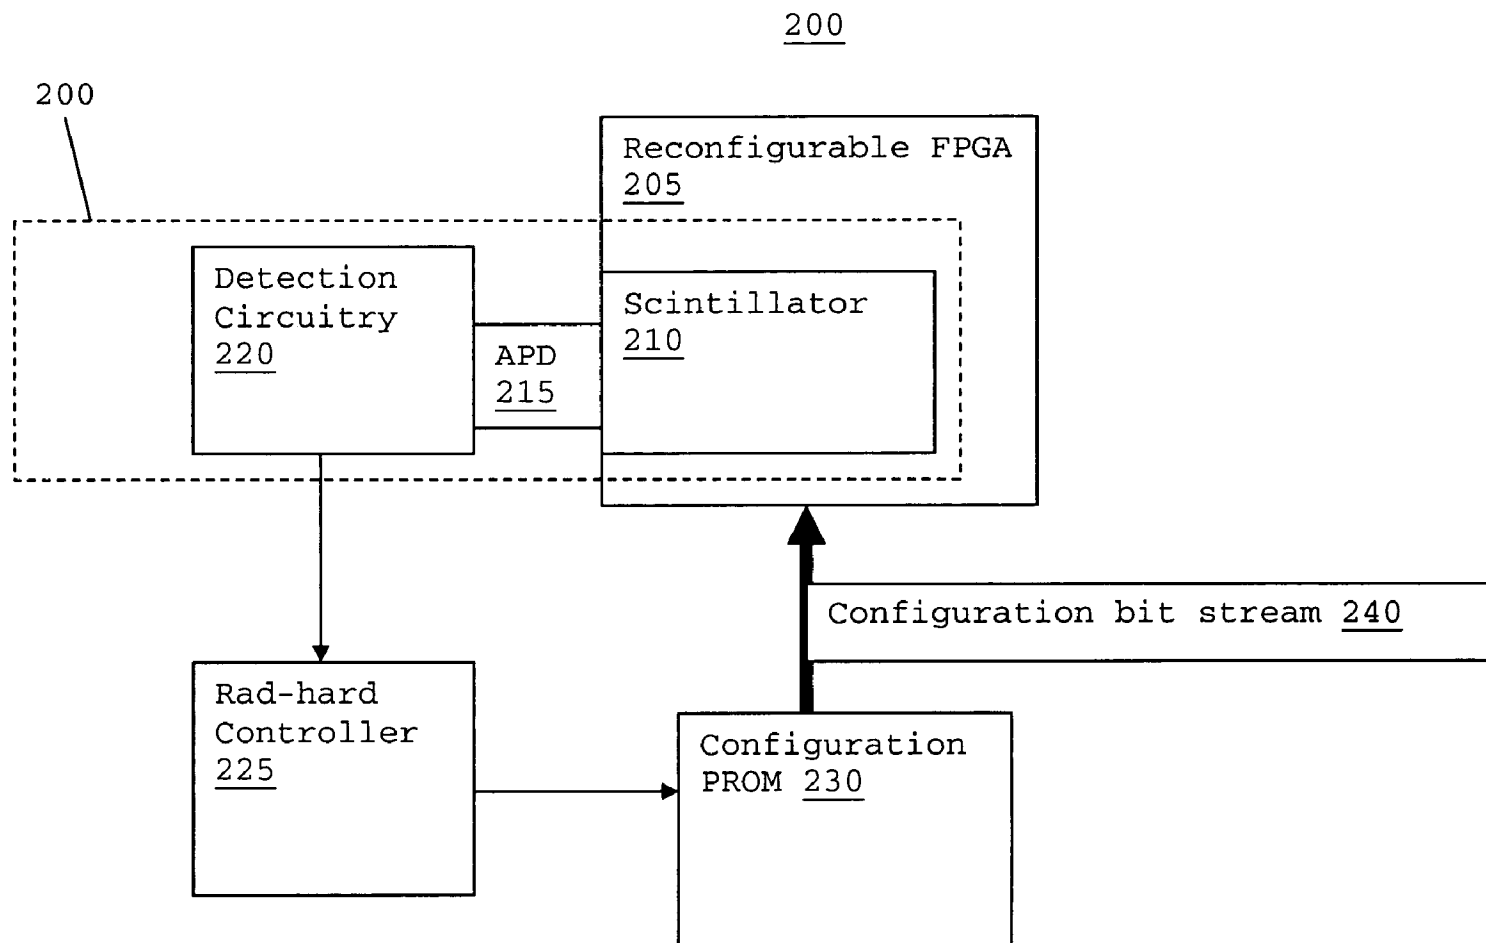 200
200
Reconfigurable FPGA
205
Detection
Circuitry
220
APD
215
Scintillator
210
Configuration bit stream 240
Rad-hard
Controller
225
Configuration
PROM 230